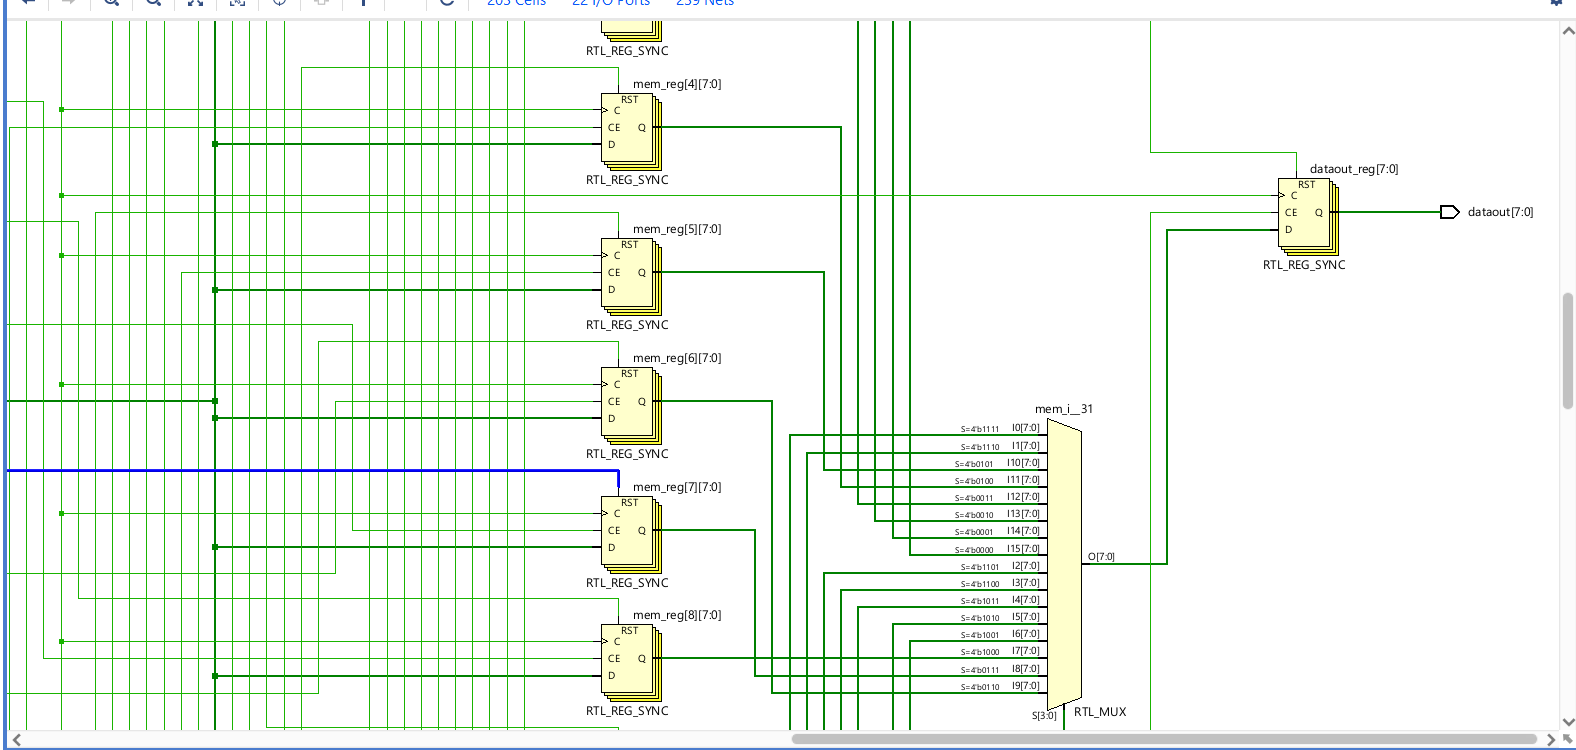 203 Cells 22 I/O Ports 239 Nets
RTL_REG_SYNC
mem_reg[4][7:0]
RST
C
CE Q
D
RTL_REG_SYNC
dataout_reg[7:0]
RST
C
CE Q
D
RTL_REG_SYNC
dataout[7:0]
mem_reg[5][7:0]
RST
C
CE Q
D
RTL_REG_SYNC
mem_reg[6][7:0]
RST
C
CE Q
D
RTL_REG_SYNC
mem_reg[7][7:0]
RST
C
CE Q
D
RTL_REG_SYNC
mem_reg[8][7:0]
RST
C
CE Q
D
RTL_REG_SYNC
mem_i__31
S=4'b1111 I0[7:0]
S=4'b1110 I1[7:0]
S=4'b0101 I10[7:0]
S=4'b0100 I11[7:0]
S=4'b0011 I12[7:0]
S=4'b0010 I13[7:0]
S=4'b0001 I14[7:0]
S=4'b0000 I15[7:0]
S=4'b1101 I2[7:0]
S=4'b1100 I3[7:0]
S=4'b1011 I4[7:0]
S=4'b1010 I5[7:0]
S=4'b1001 I6[7:0]
S=4'b1000 I7[7:0]
S=4'b0111 I8[7:0]
S=4'b0110 I9[7:0]
O[7:0]
S[3:0]
RTL_MUX